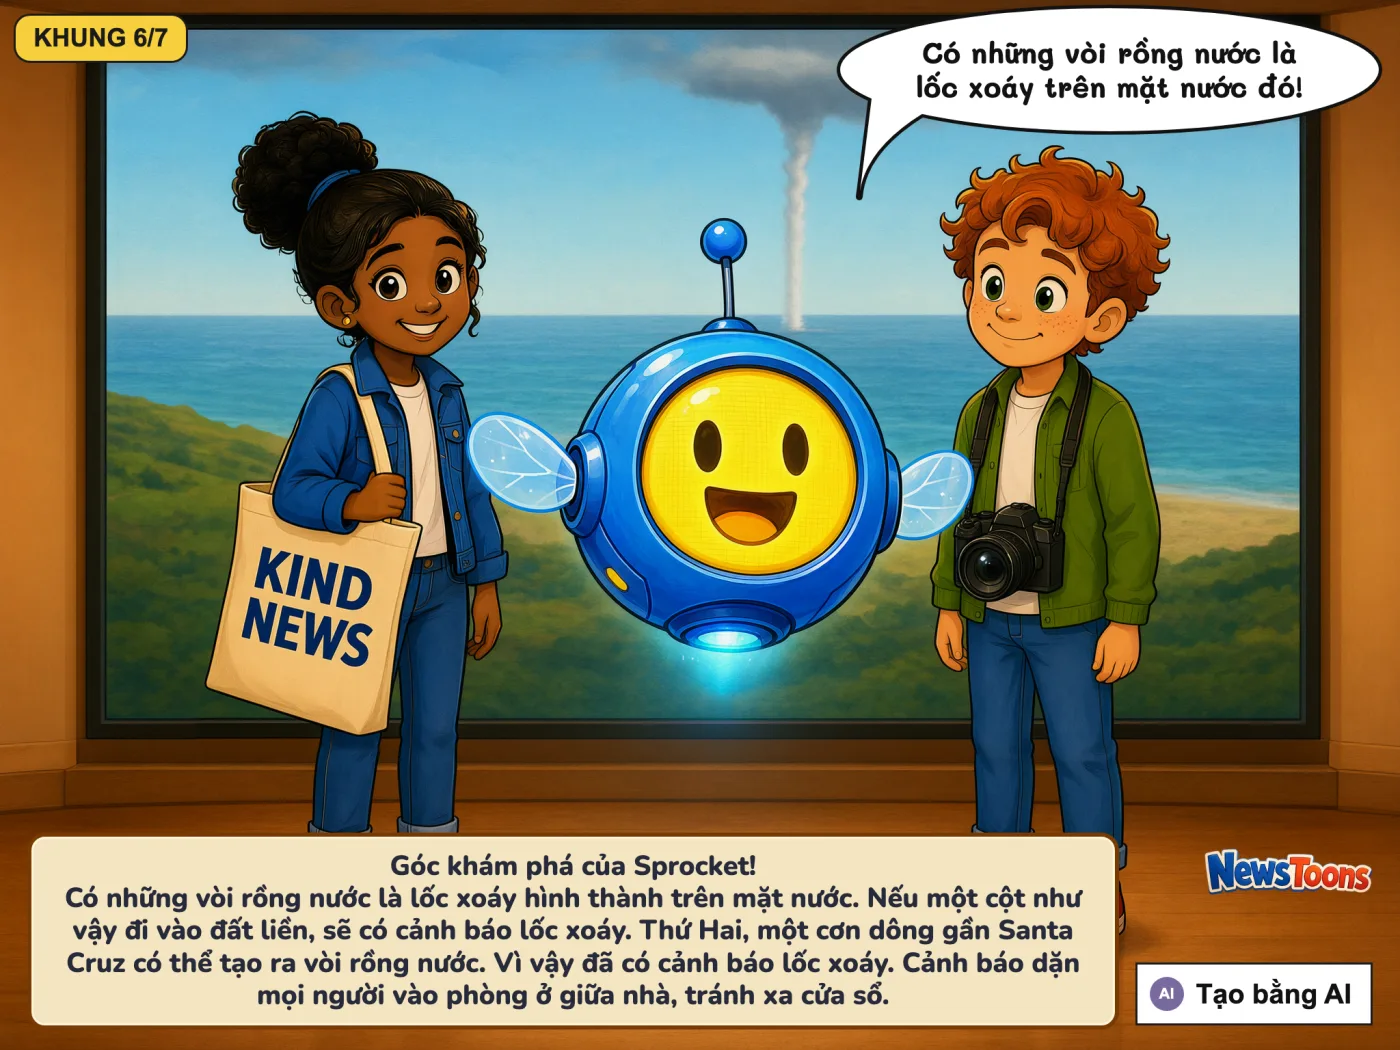 KHUNG 6/7
Có những vòi rồng nước là
lốc xoáy trên mặt nước đó!
KIND
NEWS
Góc khám phá của Sprocket!
Có những vòi rồng nước là lốc xoáy hình thành trên mặt nước. Nếu một cột như
vậy đi vào đất liền, sẽ có cảnh báo lốc xoáy. Thứ Hai, một cơn dông gần Santa
Cruz có thể tạo ra vòi rồng nước. Vì vậy đã có cảnh báo lốc xoáy. Cảnh báo dặn
mọi người vào phòng ở giữa nhà, tránh xa cửa sổ.
NewsToons
AI Tạo bằng AI